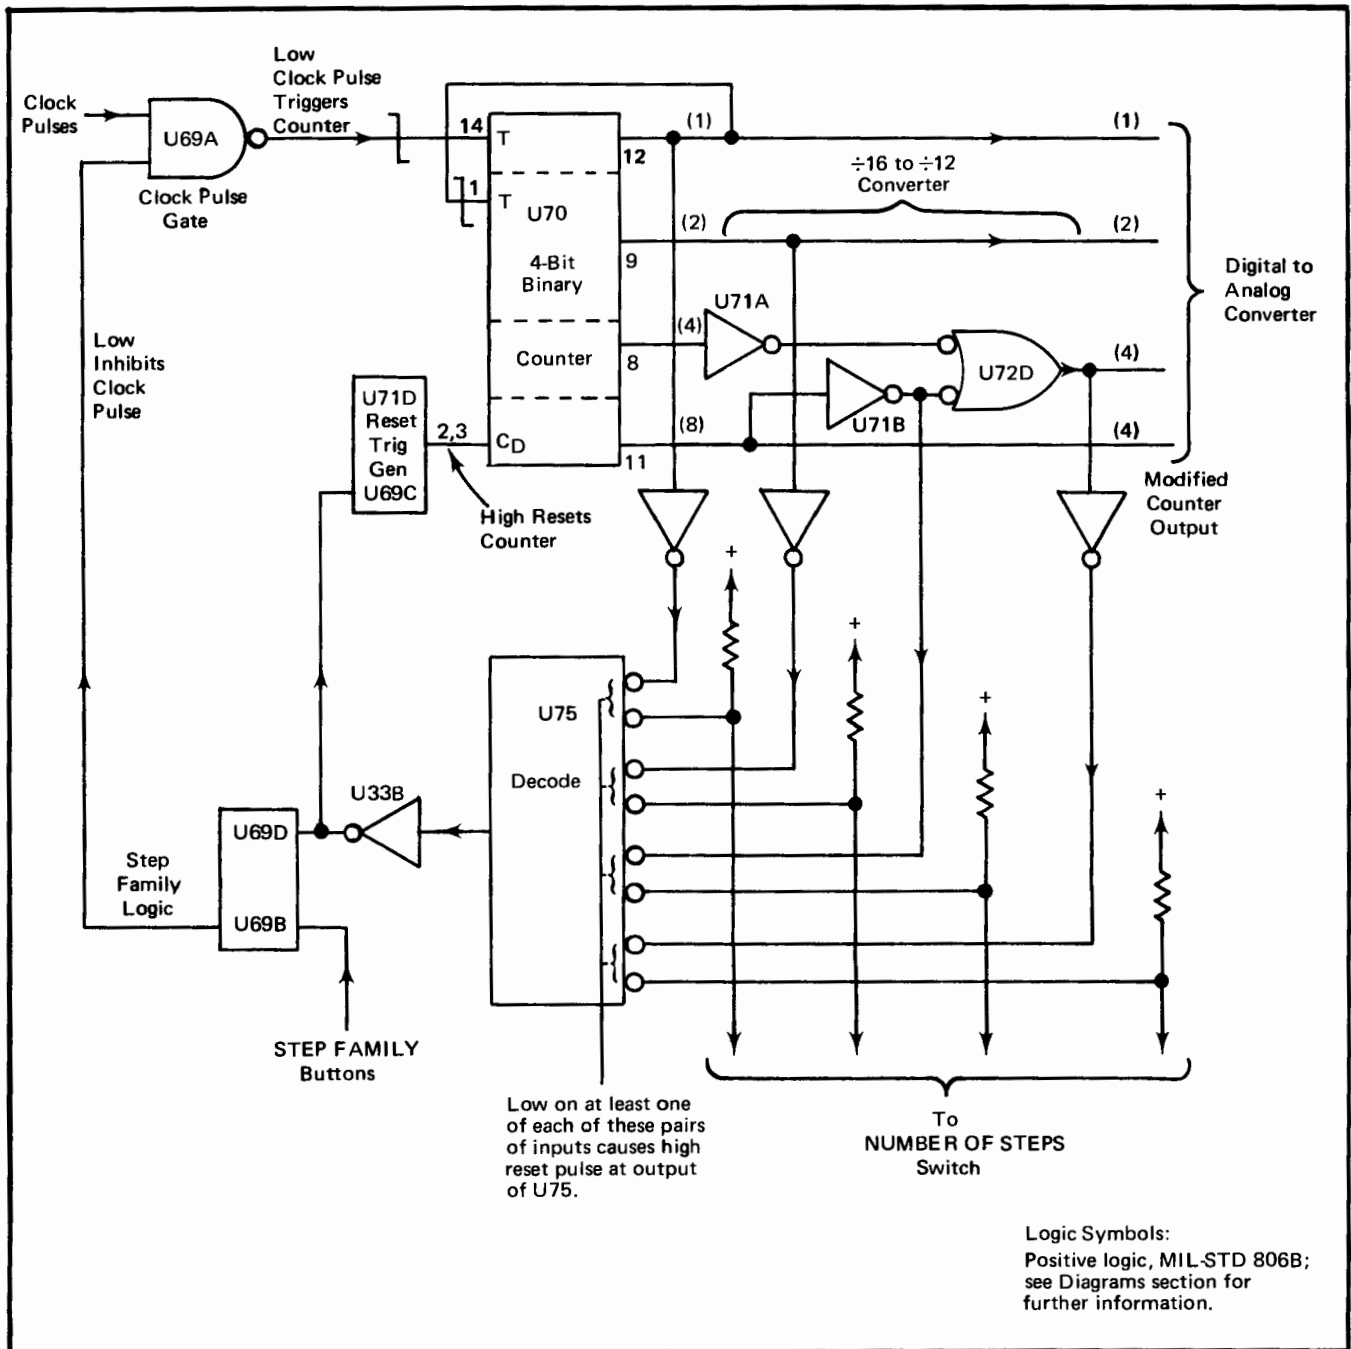 Low
Clock Pulse
Triggers
Counter
Clock
Pulses
U69A
Clock Pulse
Gate
14
T
1
T
U70
4-Bit
Binary
Counter
CD
(1)
12
(2)
9
(4)
8
(8)
11
÷16 to ÷12
Converter
(1)
(2)
(4)
(4)
Digital to
Analog
Converter
U71A
U71B
U72D
Modified
Counter
Output
Low
Inhibits
Clock
Pulse
U71D
Reset
Trig
Gen
U69C
2,3
High Resets
Counter
+
+
+
+
U75
Decode
U33B
U69D
U69B
Step
Family
Logic
STEP FAMILY
Buttons
Low on at least one
of each of these pairs
of inputs causes high
reset pulse at output
of U75.
To
NUMBER OF STEPS
Switch
Logic Symbols:
Positive logic, MIL-STD 806B;
see Diagrams section for
further information.